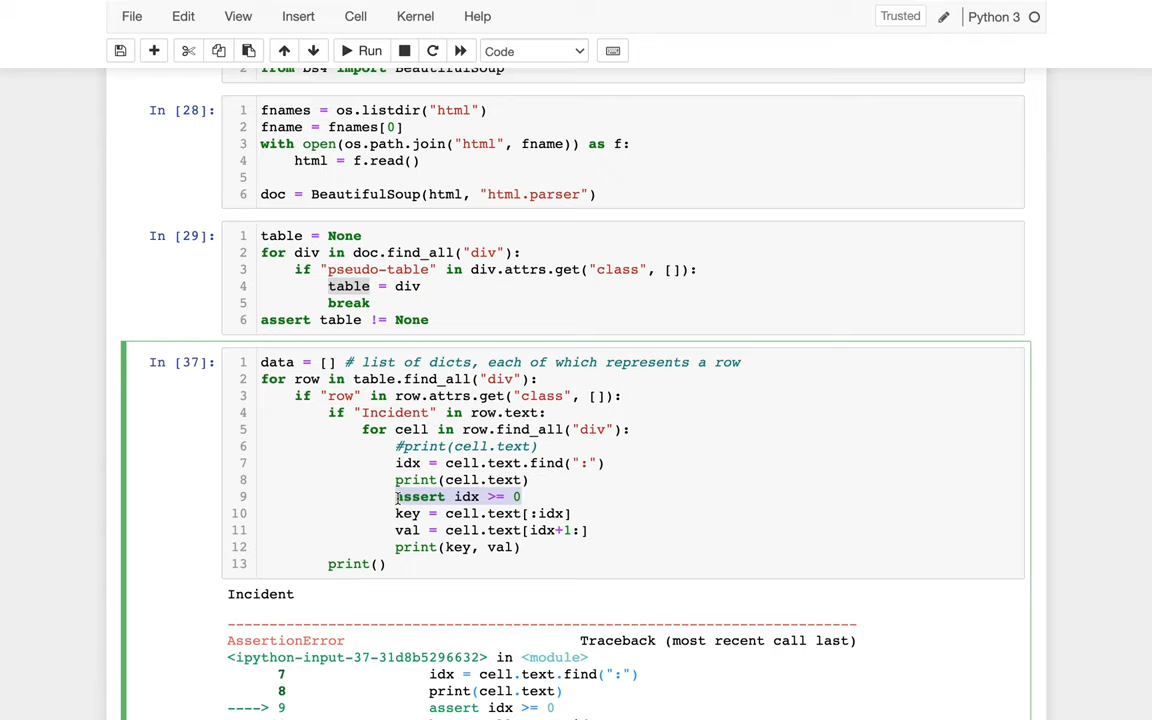 File Edit View Insert Cell Kernel Help Trusted Python 3
Run Code
2 from bs4 import BeautifulSoup
In [28]:
1 fnames = os.listdir("html")
2 fname = fnames[0]
3 with open(os.path.join("html", fname)) as f:
4     html = f.read()
5
6 doc = BeautifulSoup(html, "html.parser")
In [29]:
1 table = None
2 for div in doc.find_all("div"):
3     if "pseudo-table" in div.attrs.get("class", []):
4         table = div
5         break
6 assert table != None
In [37]:
1 data = [] # list of dicts, each of which represents a row
2 for row in table.find_all("div"):
3     if "row" in row.attrs.get("class", []):
4         if "Incident" in row.text:
5             for cell in row.find_all("div"):
6                 #print(cell.text)
7                 idx = cell.text.find(":")
8                 print(cell.text)
9                 assert idx >= 0
10                 key = cell.text[:idx]
11                 val = cell.text[idx+1:]
12                 print(key, val)
13         print()
Incident
---------------------------------------------------------------------------
AssertionError Traceback (most recent call last)
<ipython-input-37-31d8b5296632> in <module>
7                 idx = cell.text.find(":")
8                 print(cell.text)
----> 9                 assert idx >= 0